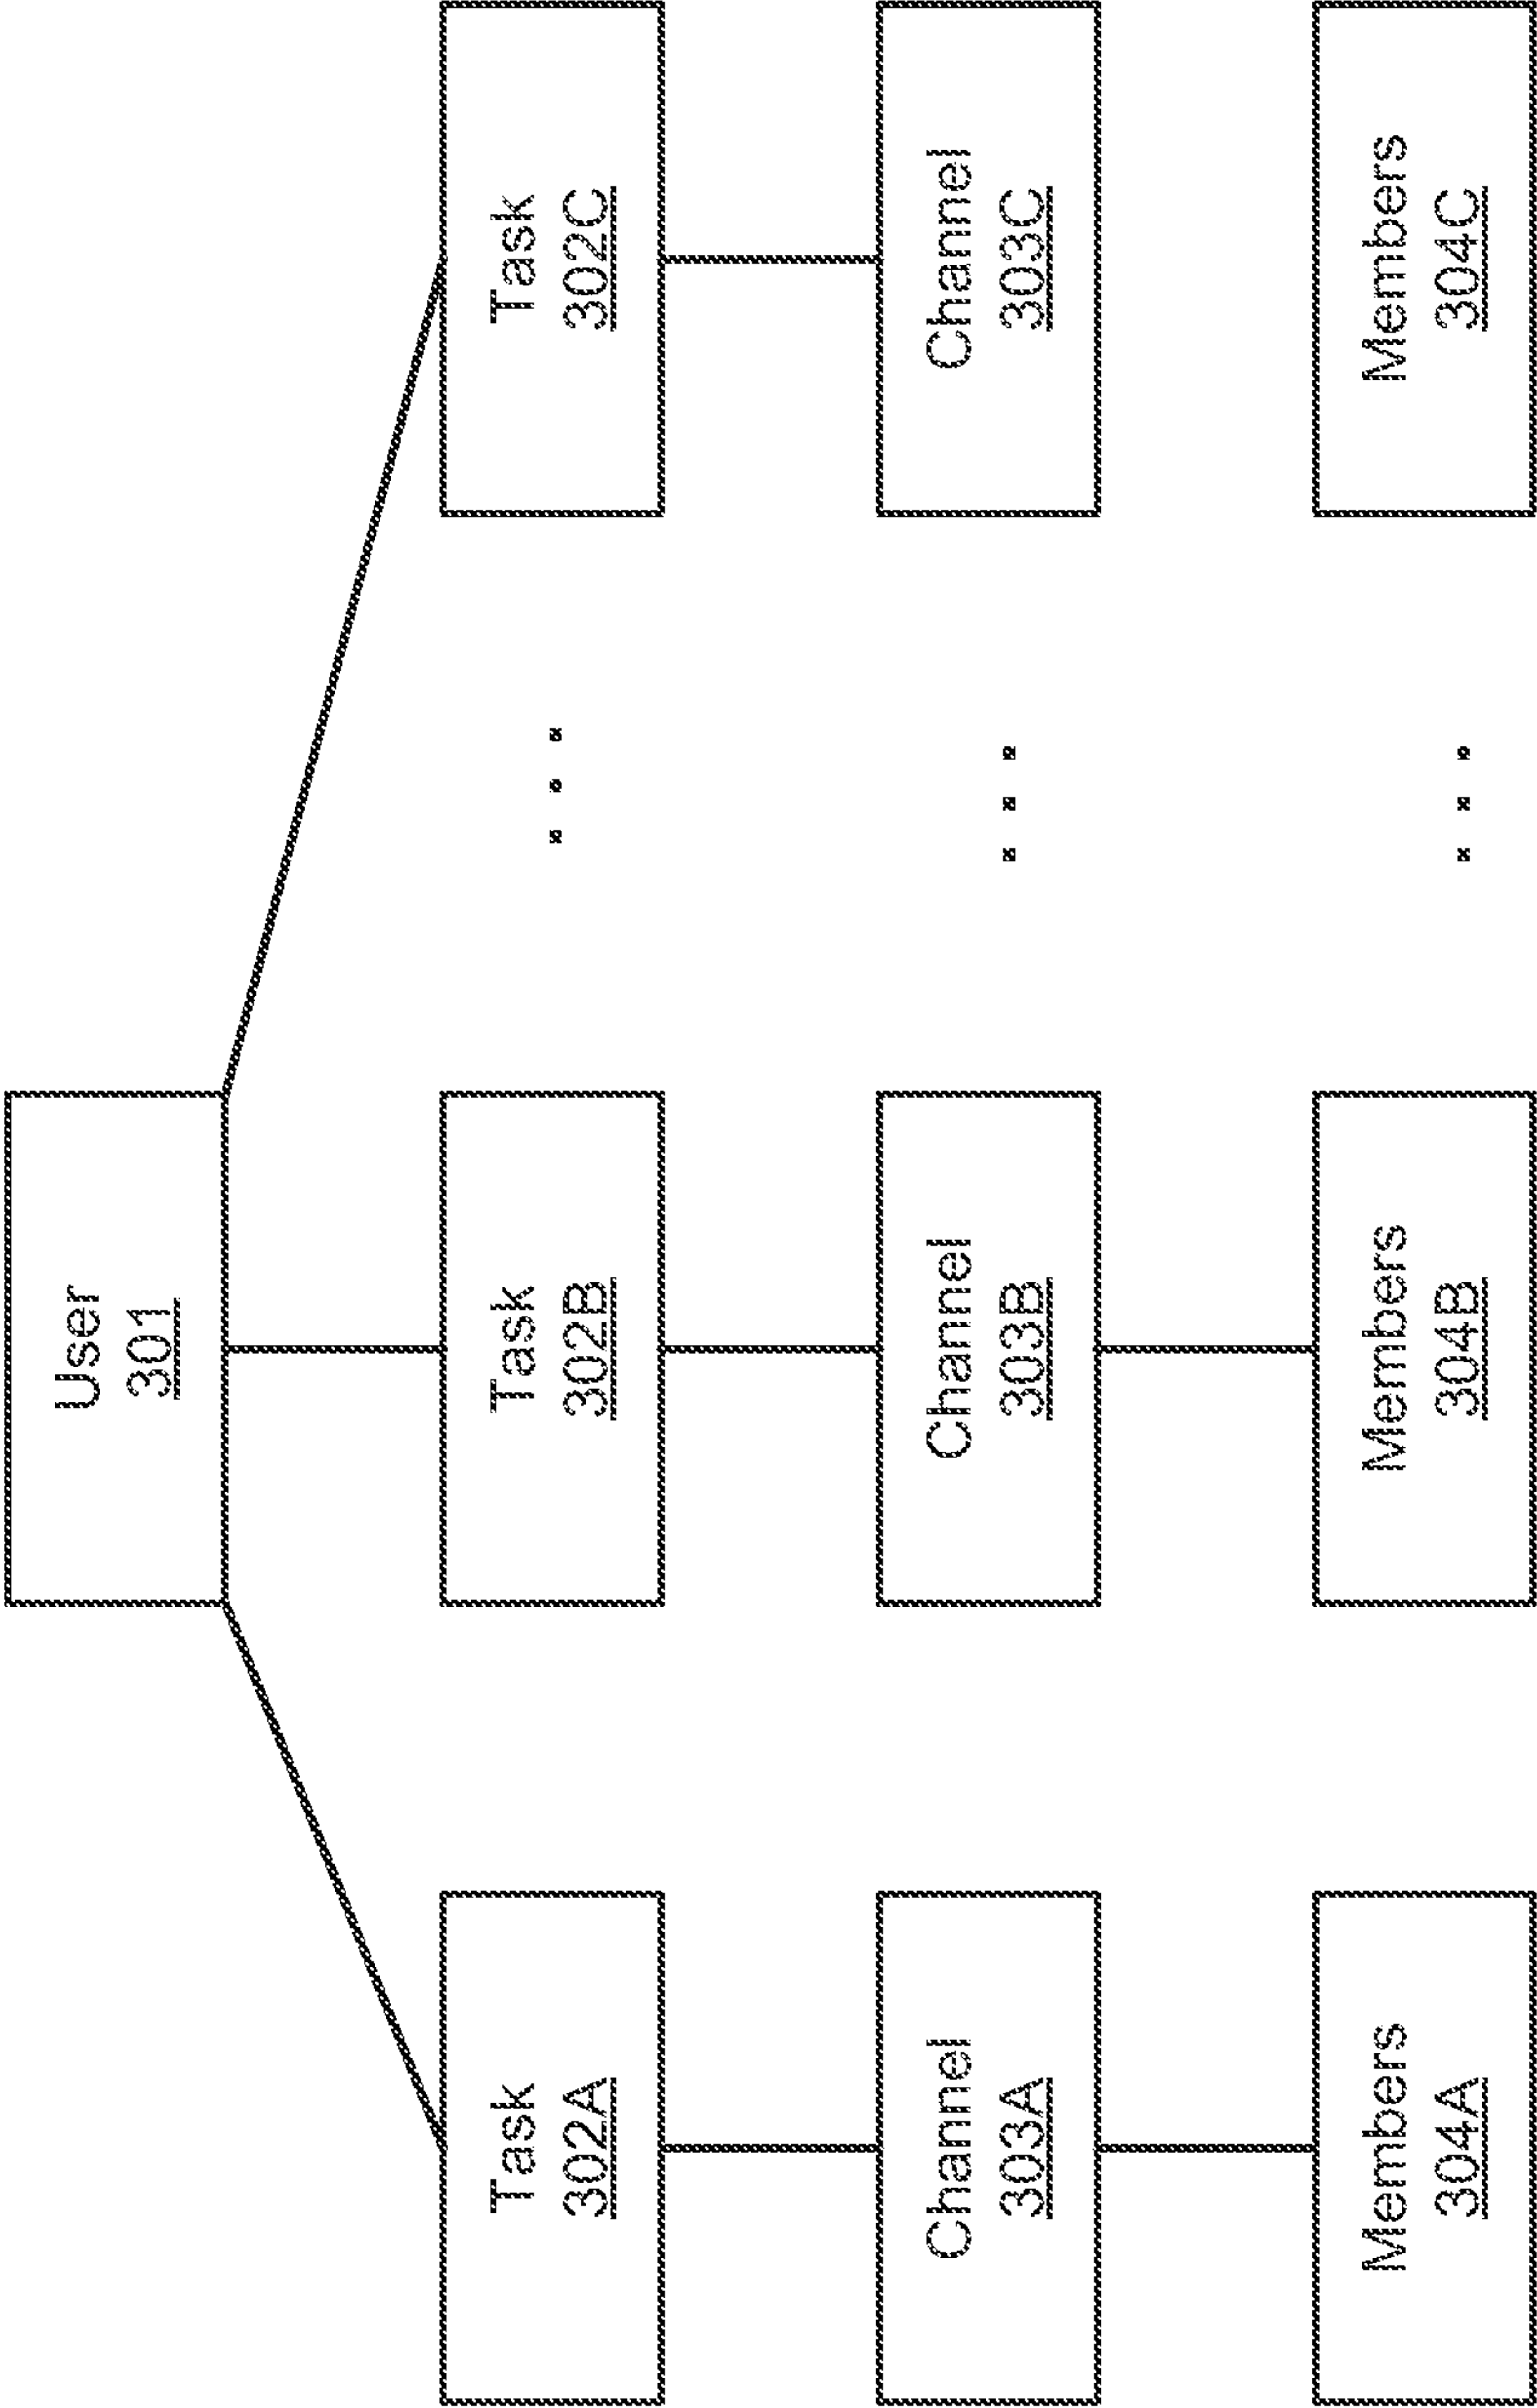 User
301
Task
302A
Task
302B
Task
302C
Channel
303A
Channel
303B
Channel
303C
Members
304A
Members
304B
Members
304C